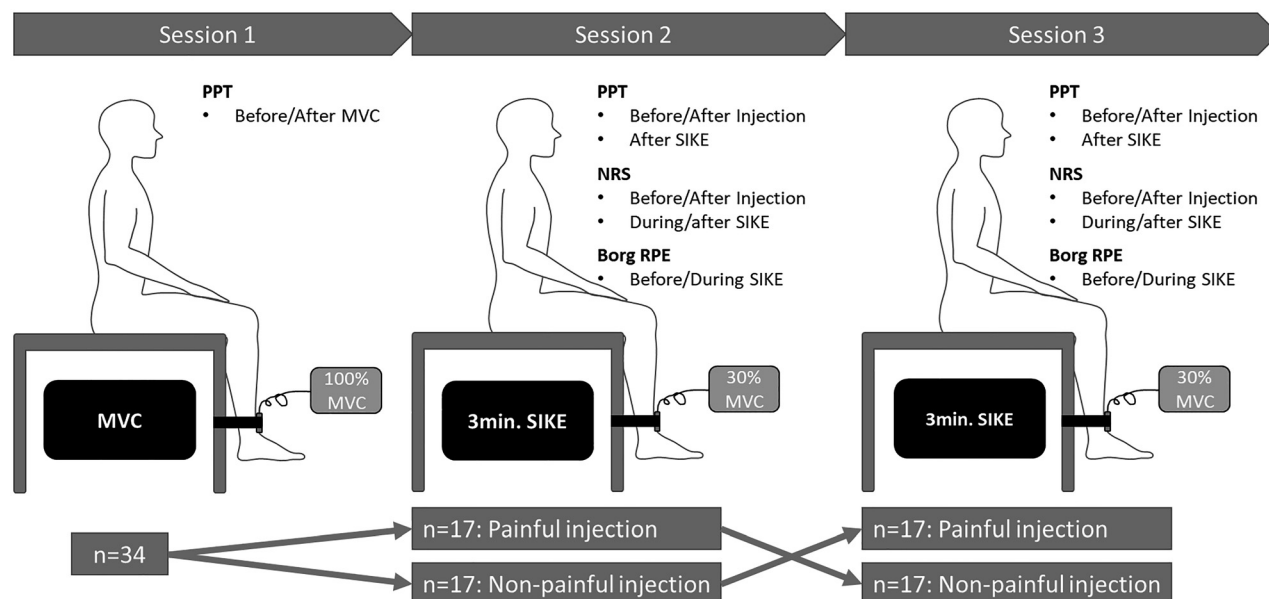 Session 1
Session 2
Session 3
PPT
• Before/After MVC
PPT
• Before/After Injection
• After SIKE
NRS
• Before/After Injection
• During/after SIKE
Borg RPE
• Before/During SIKE
PPT
• Before/After Injection
• After SIKE
NRS
• Before/After Injection
• During/after SIKE
Borg RPE
• Before/During SIKE
MVC
100%
MVC
3min. SIKE
30%
MVC
3min. SIKE
30%
MVC
n=34
n=17: Painful injection
n=17: Non-painful injection
n=17: Painful injection
n=17: Non-painful injection